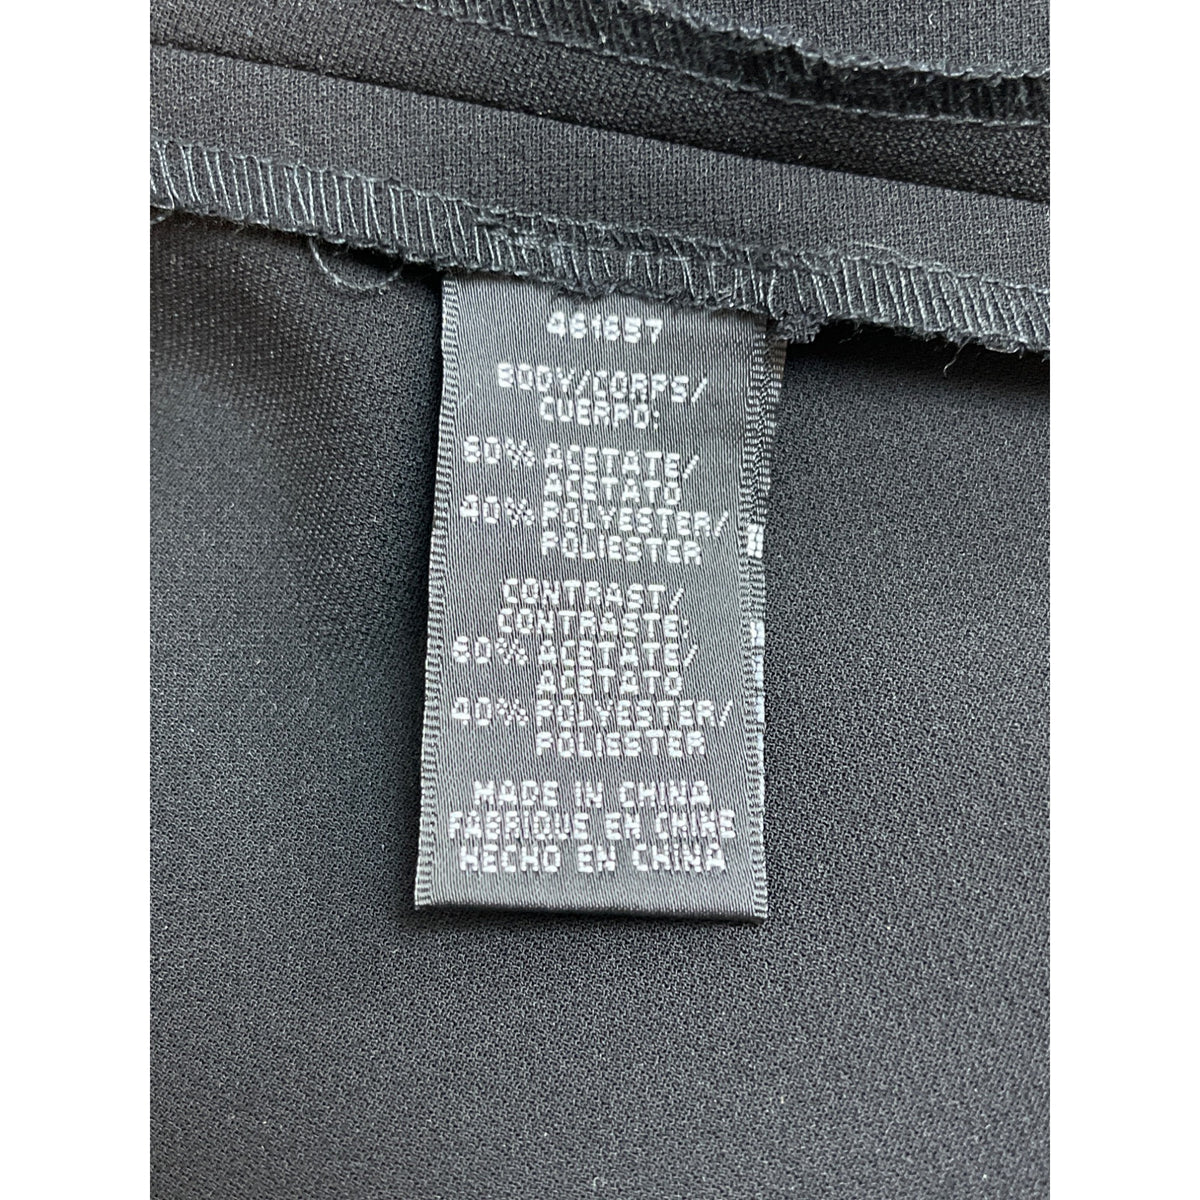 461657
BODY/CORPS/
CUERPO:
60% ACETATE/
ACETATO
40% POLYESTER/
POLIESTER
CONTRAST/
CONTRASTE:
60% ACETATE/
ACETATO
40% POLYESTER/
POLIESTER
MADE IN CHINA
FABRIQUE EN CHINE
HECHO EN CHINA